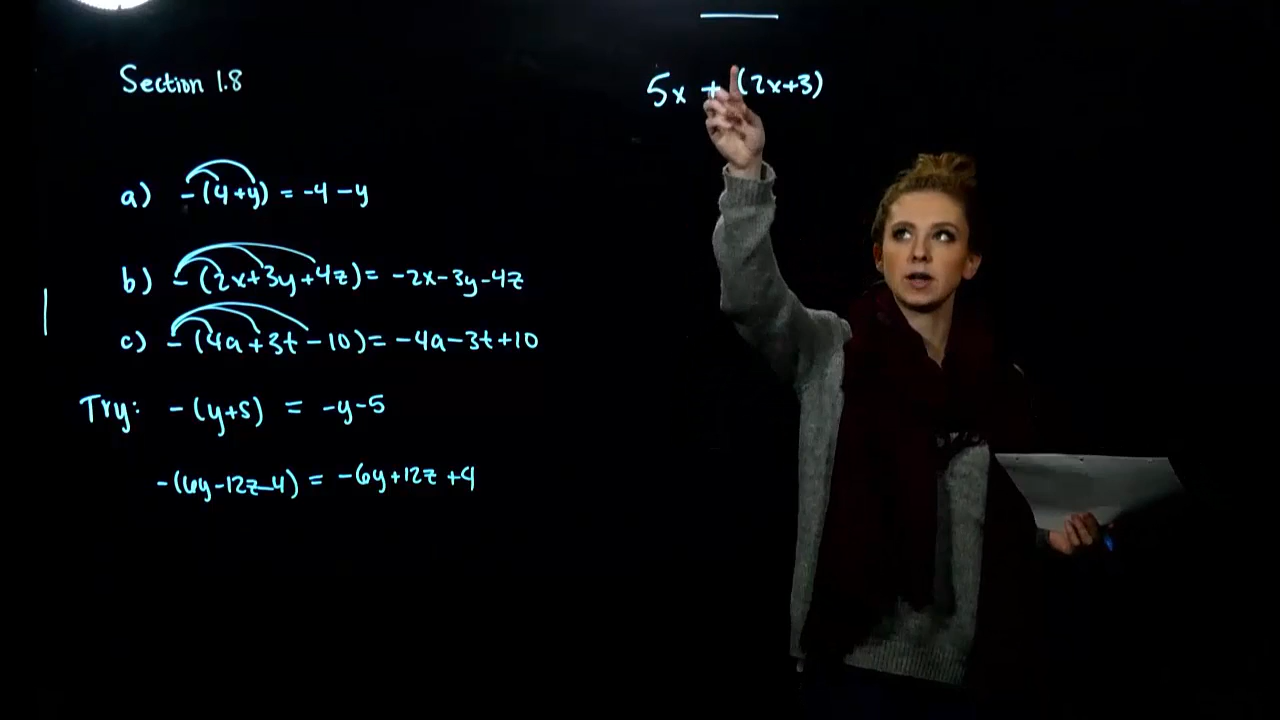 Section 1.8
a) -(4+y) = -4-y
b) -(2x+3y+4z) = -2x-3y-4z
c) -(4a+3t-10) = -4a-3t+10
Try: -(y+5) = -y-5
-(6y-12z-4) = -6y+12z+4
5x + (2x+3)